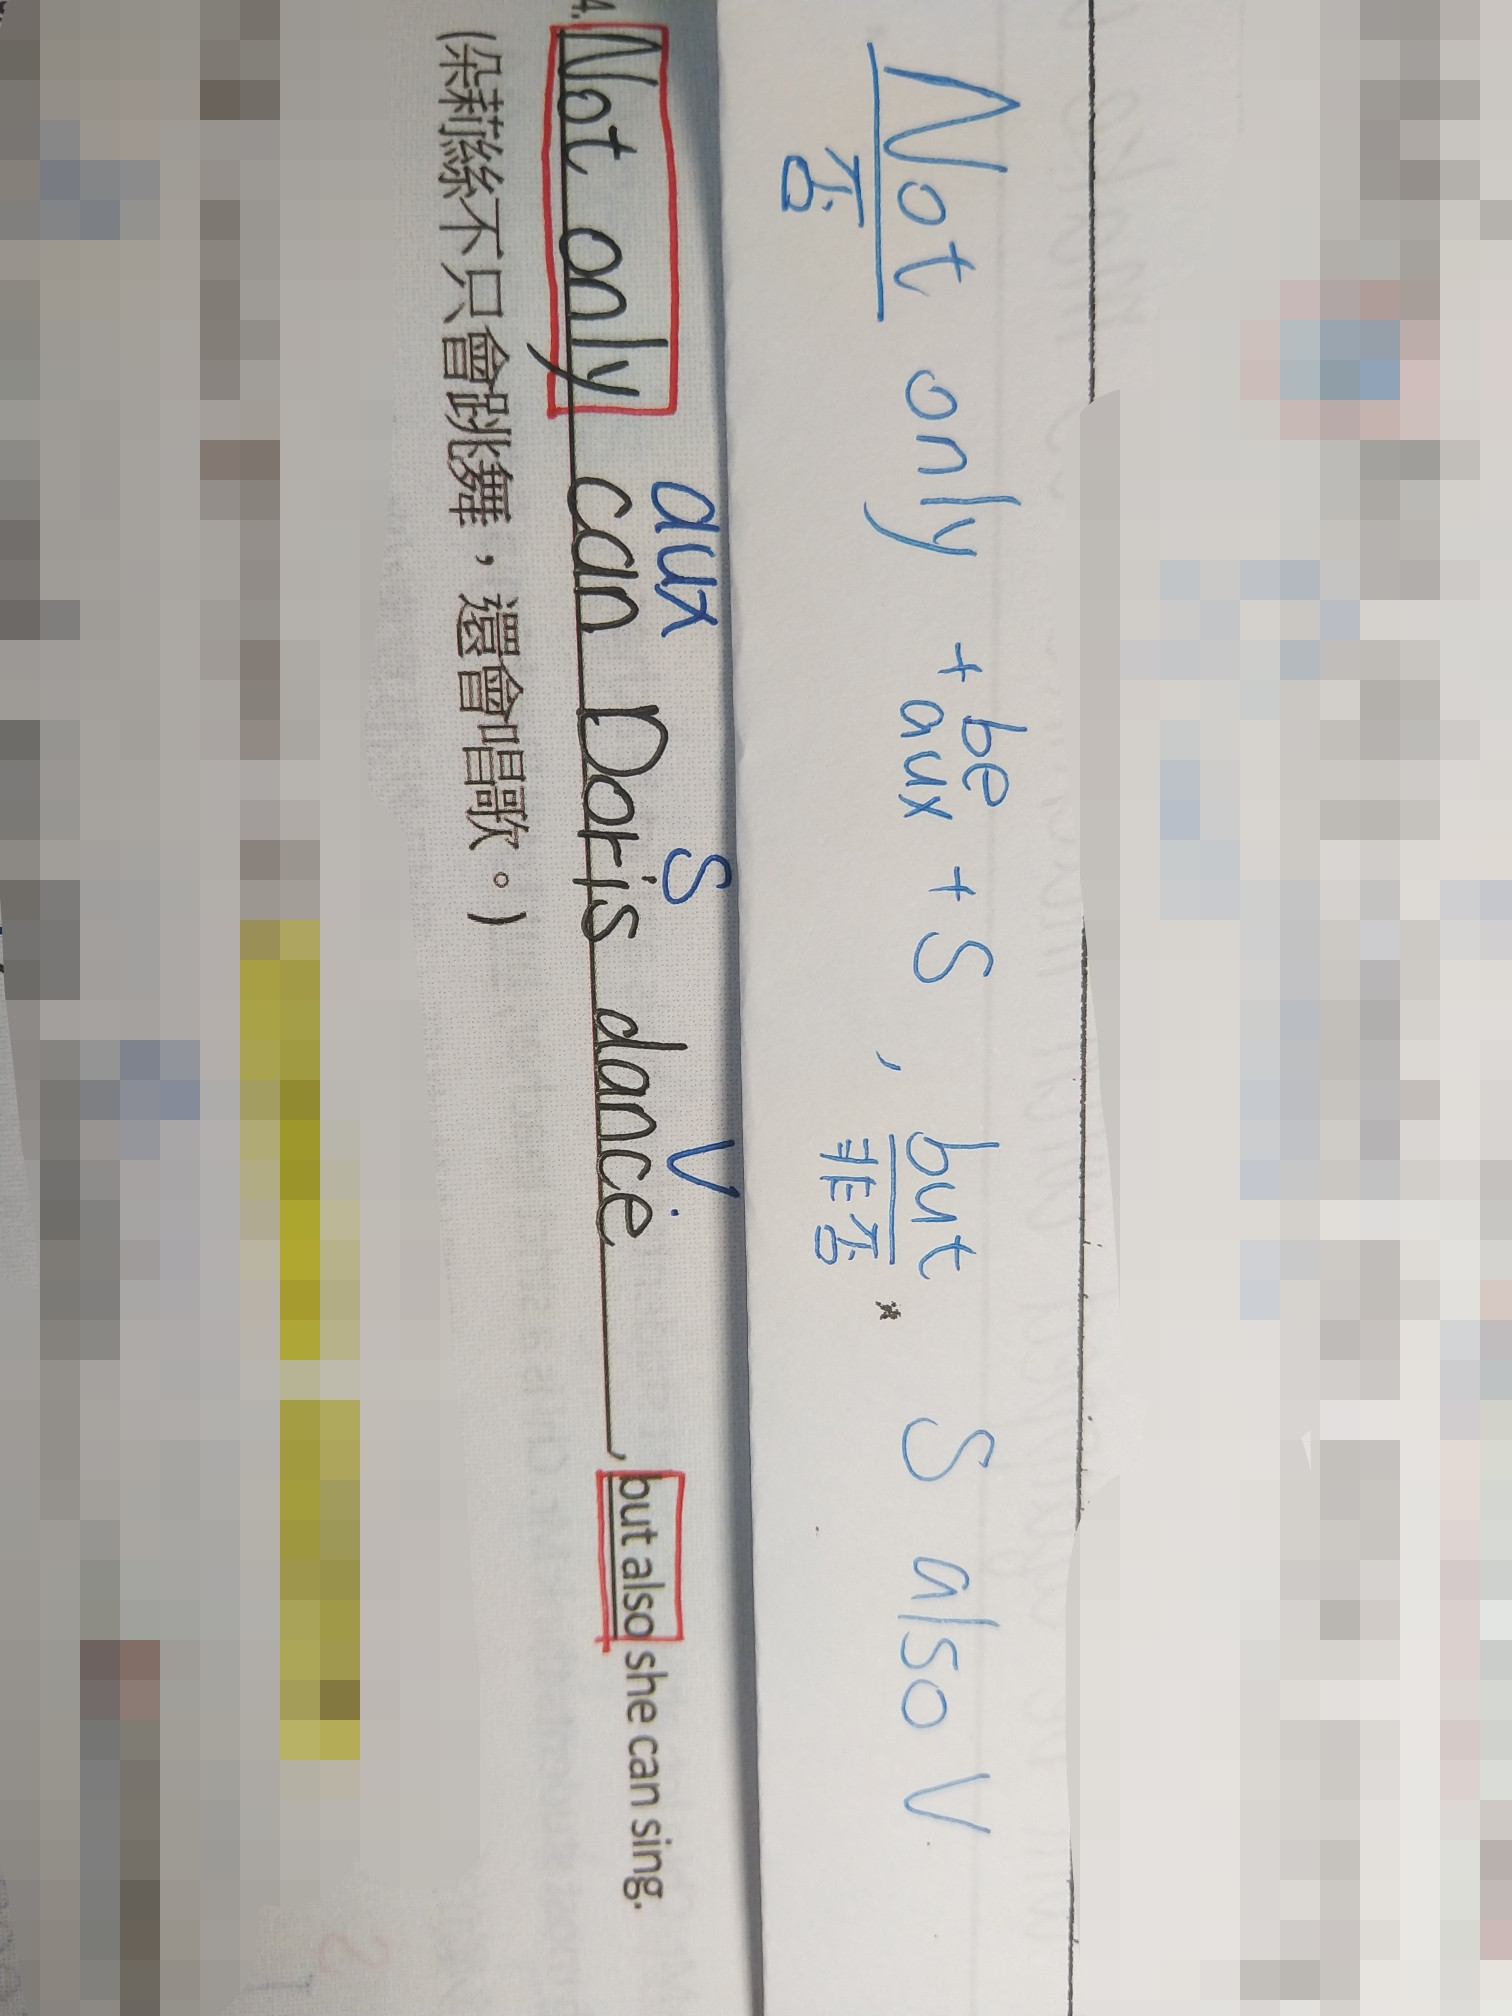 Not only + be + S , but S also V
aux
否 非否
aux S V.
4. Not only can Doris dance , but also she can sing.
(朵莉絲不只會跳舞，還會唱歌。)